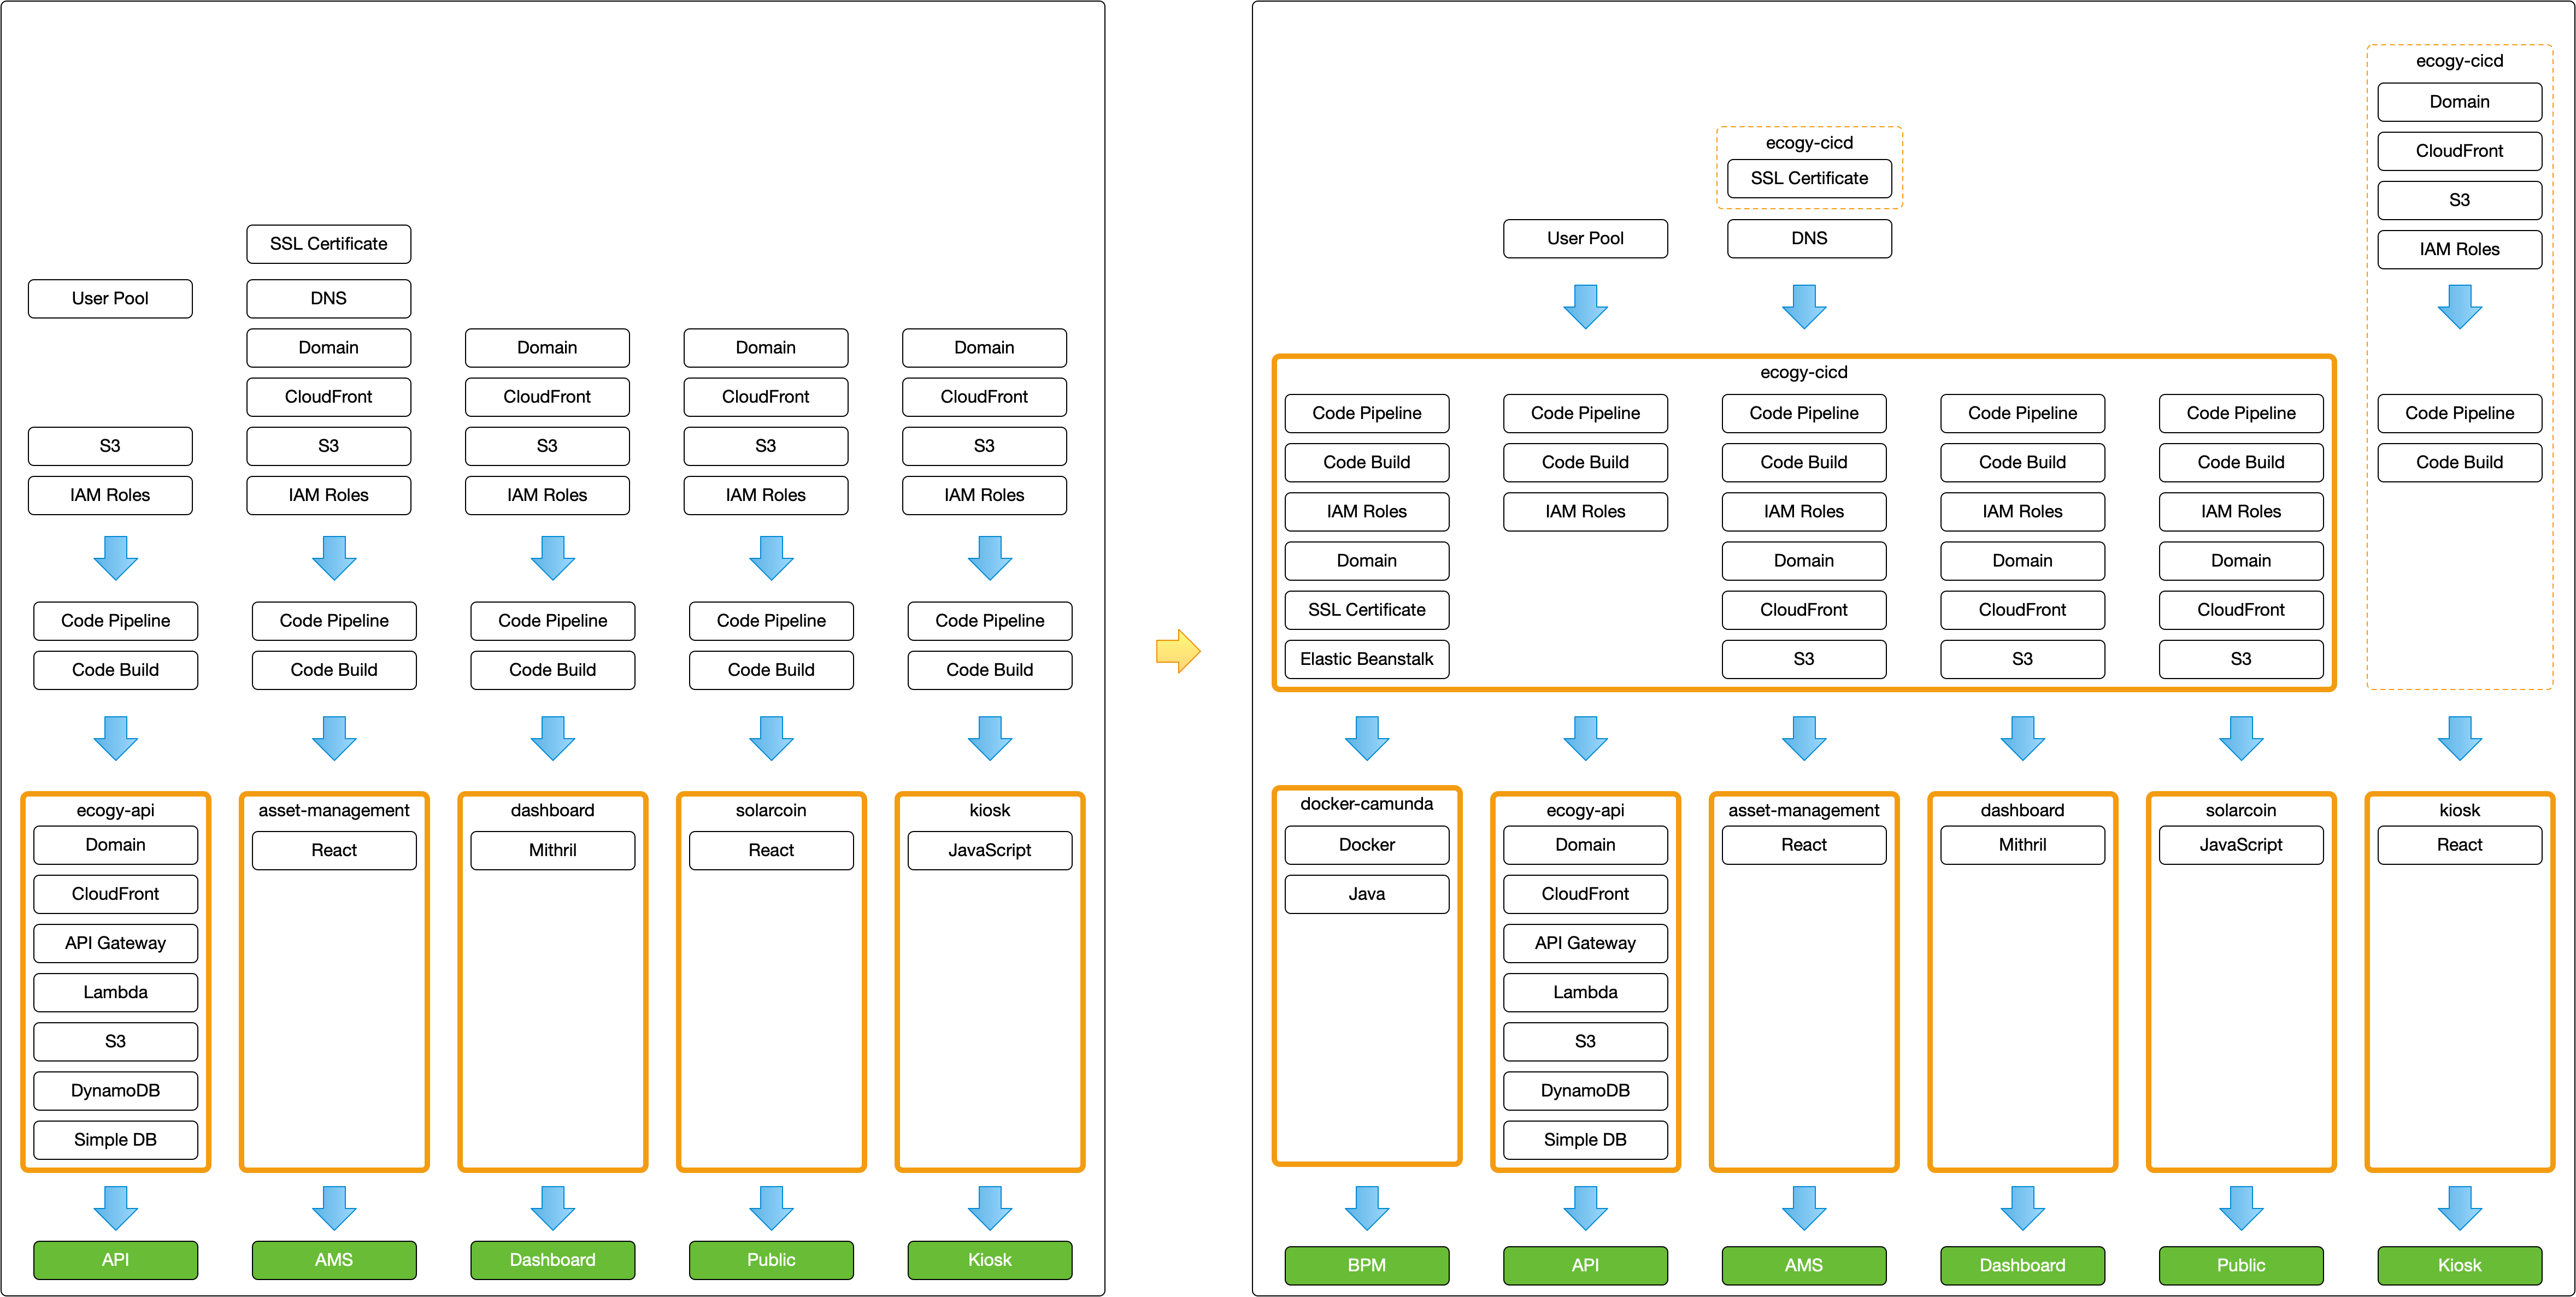 SSL Certificate
User Pool
DNS
Domain
Domain
Domain
Domain
CloudFront
CloudFront
CloudFront
CloudFront
S3
S3
S3
S3
S3
IAM Roles
IAM Roles
IAM Roles
IAM Roles
IAM Roles
Code Pipeline
Code Pipeline
Code Pipeline
Code Pipeline
Code Pipeline
Code Build
Code Build
Code Build
Code Build
Code Build
ecogy-api
Domain
CloudFront
API Gateway
Lambda
S3
DynamoDB
Simple DB
asset-management
React
dashboard
Mithril
solarcoin
React
kiosk
JavaScript
API
AMS
Dashboard
Public
Kiosk
ecogy-cicd
Domain
CloudFront
S3
IAM Roles
Code Pipeline
Code Build
ecogy-cicd
SSL Certificate
User Pool
DNS
ecogy-cicd
Code Pipeline
Code Pipeline
Code Pipeline
Code Pipeline
Code Pipeline
Code Build
Code Build
Code Build
Code Build
Code Build
IAM Roles
IAM Roles
IAM Roles
IAM Roles
IAM Roles
Domain
Domain
Domain
Domain
SSL Certificate
CloudFront
CloudFront
CloudFront
Elastic Beanstalk
S3
S3
S3
docker-camunda
Docker
Java
ecogy-api
Domain
CloudFront
API Gateway
Lambda
S3
DynamoDB
Simple DB
asset-management
React
dashboard
Mithril
solarcoin
JavaScript
kiosk
React
BPM
API
AMS
Dashboard
Public
Kiosk